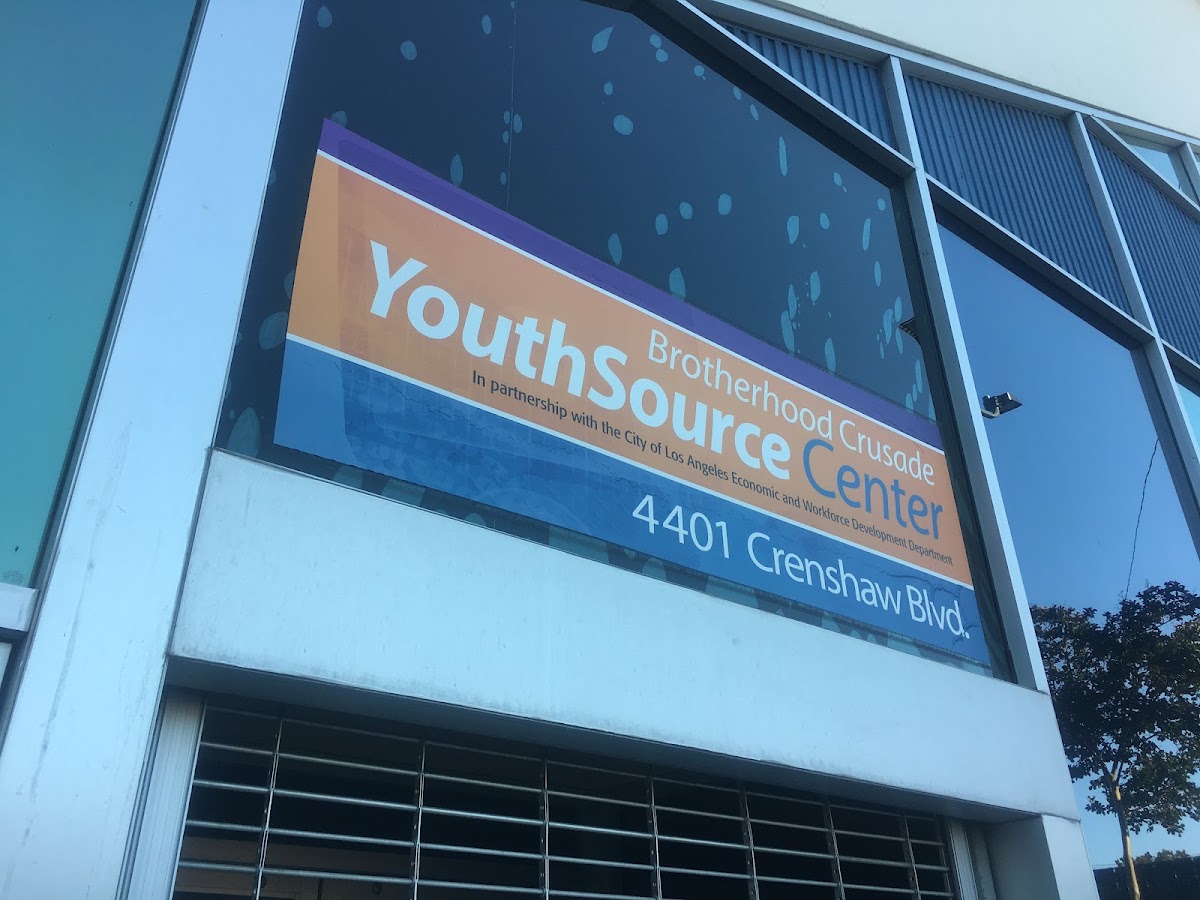 Brotherhood Crusade
YouthSource Center
In partnership with the City of Los Angeles Economic and Workforce Development Department
4401 Crenshaw Blvd.